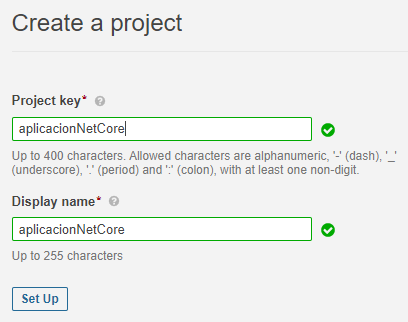 Create a project
Project key*
aplicacionNetCore
Up to 400 characters. Allowed characters are alphanumeric, '-' (dash), '_'
(underscore), '.' (period) and ':' (colon), with at least one non-digit.
Display name*
aplicacionNetCore
Up to 255 characters
Set Up